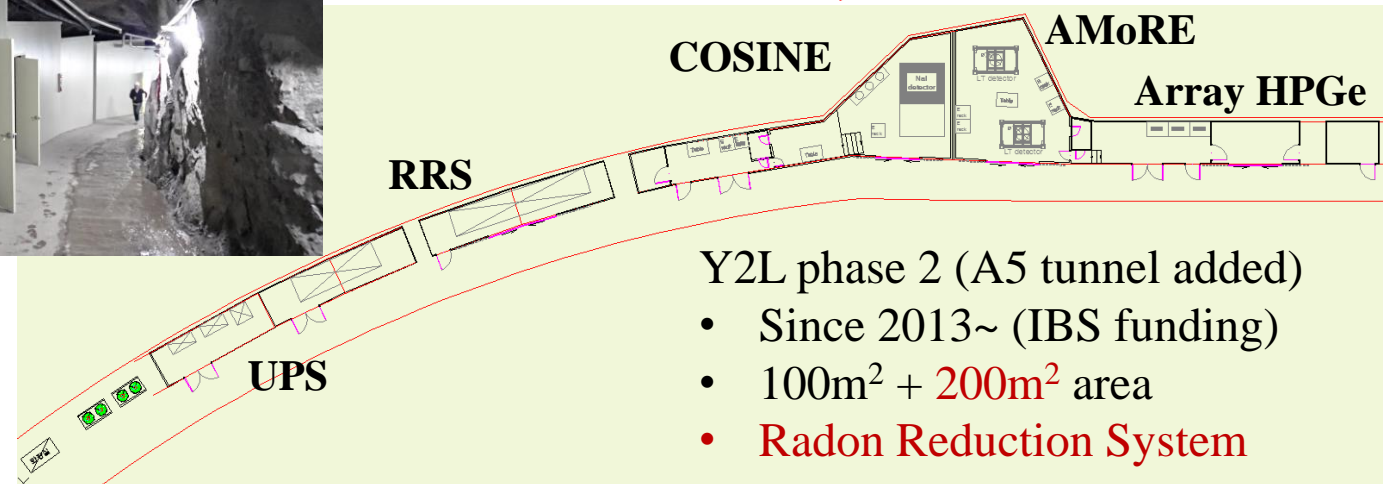 COSINE
AMoRE
Array HPGe
NaI
detector
LT detector
Table
LT detector
Table
Table
RRS
UPS
Y2L phase 2 (A5 tunnel added)
• Since 2013~ (IBS funding)
• 100m² + 200m² area
• Radon Reduction System